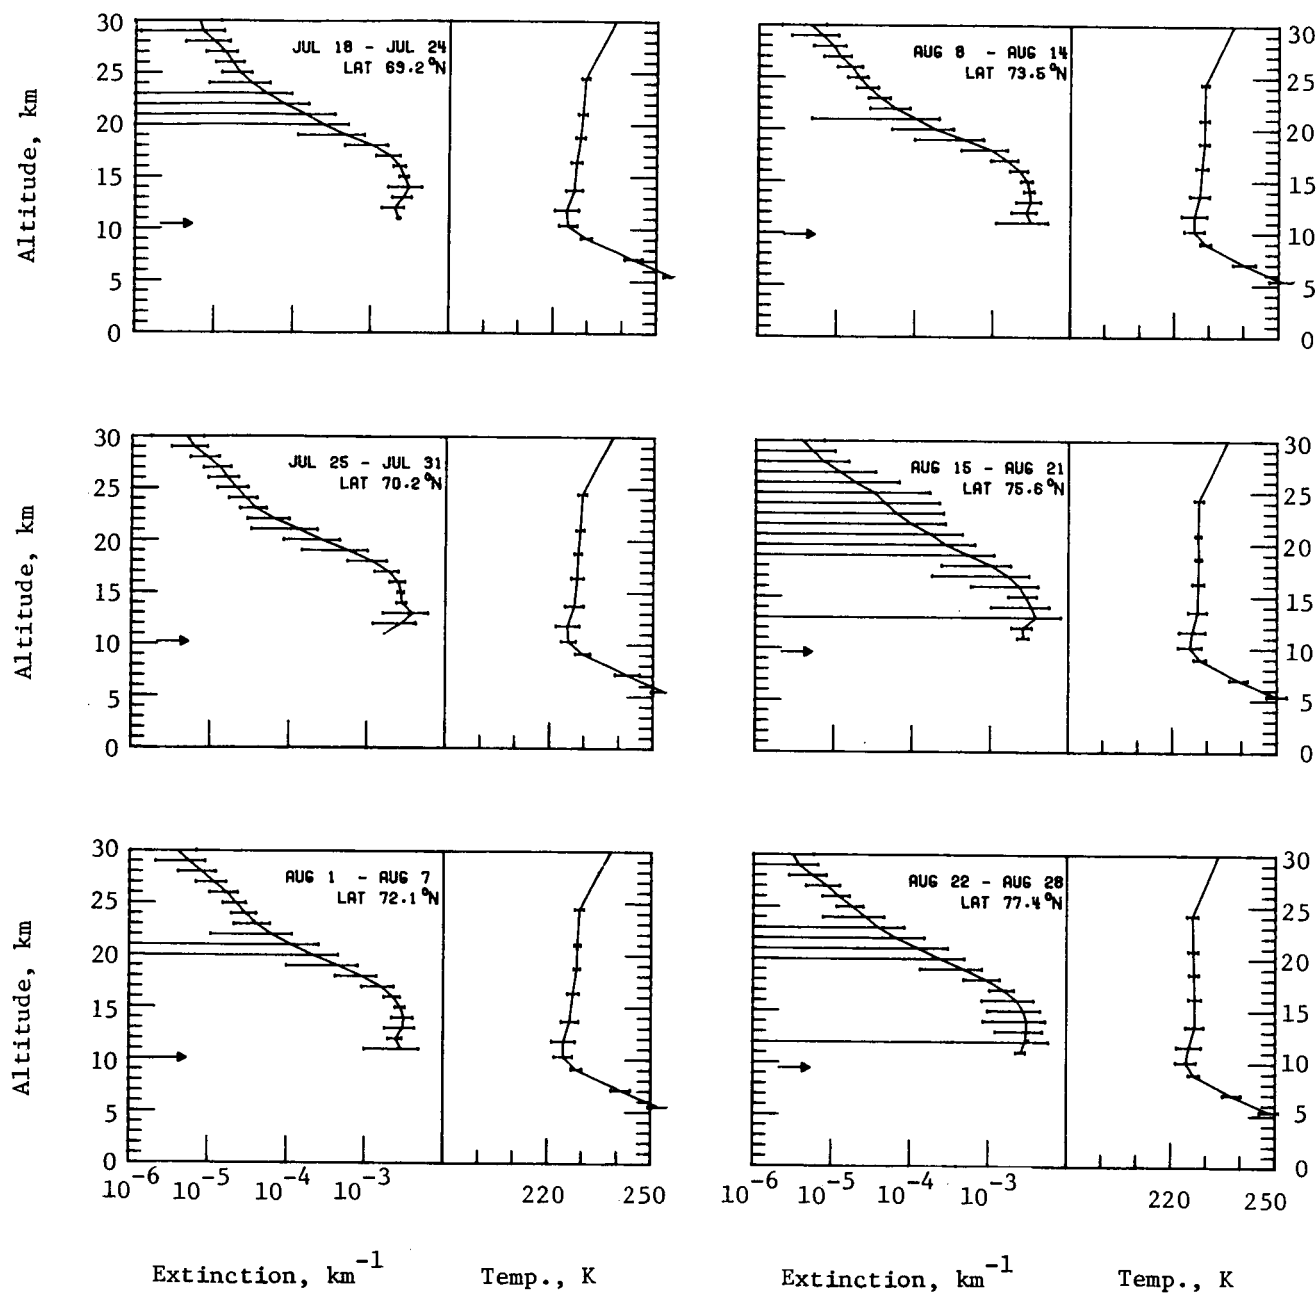 30
25
20
15
10
5
0
Altitude, km
JUL 18 - JUL 24
LAT 69.2°N
AUG 8 - AUG 14
LAT 73.5°N
30
25
20
15
10
5
0
30
25
20
15
10
5
0
Altitude, km
JUL 25 - JUL 31
LAT 70.2°N
AUG 15 - AUG 21
LAT 75.6°N
30
25
20
15
10
5
0
30
25
20
15
10
5
0
Altitude, km
AUG 1 - AUG 7
LAT 72.1°N
AUG 22 - AUG 28
LAT 77.4°N
30
25
20
15
10
5
0
10⁻⁶ 10⁻⁵ 10⁻⁴ 10⁻³ 220 250 10⁻⁶ 10⁻⁵ 10⁻⁴ 10⁻³ 220 250
Extinction, km⁻¹ Temp., K Extinction, km⁻¹ Temp., K